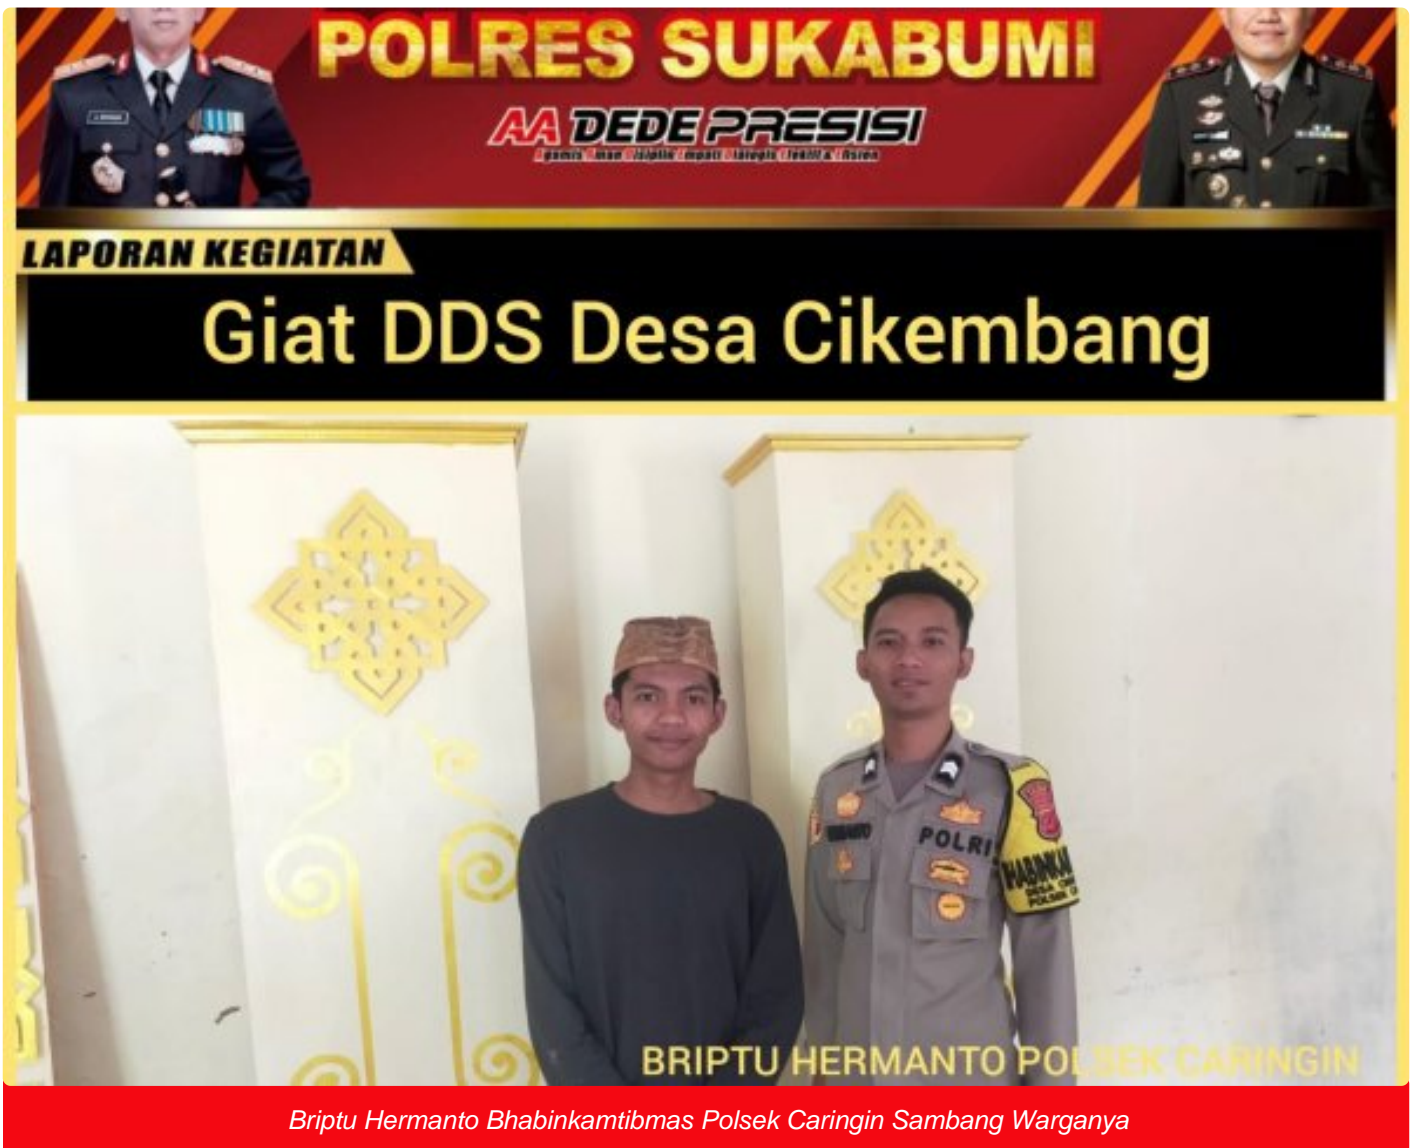 POLRES SUKABUMI
AA DEDE PRESISI
LAPORAN KEGIATAN
Giat DDS Desa Cikembang
POLRI
BRIPTU HERMANTO POLSEK CARINGIN
Briptu Hermanto Bhabinkamtibmas Polsek Caringin Sambang Warganya